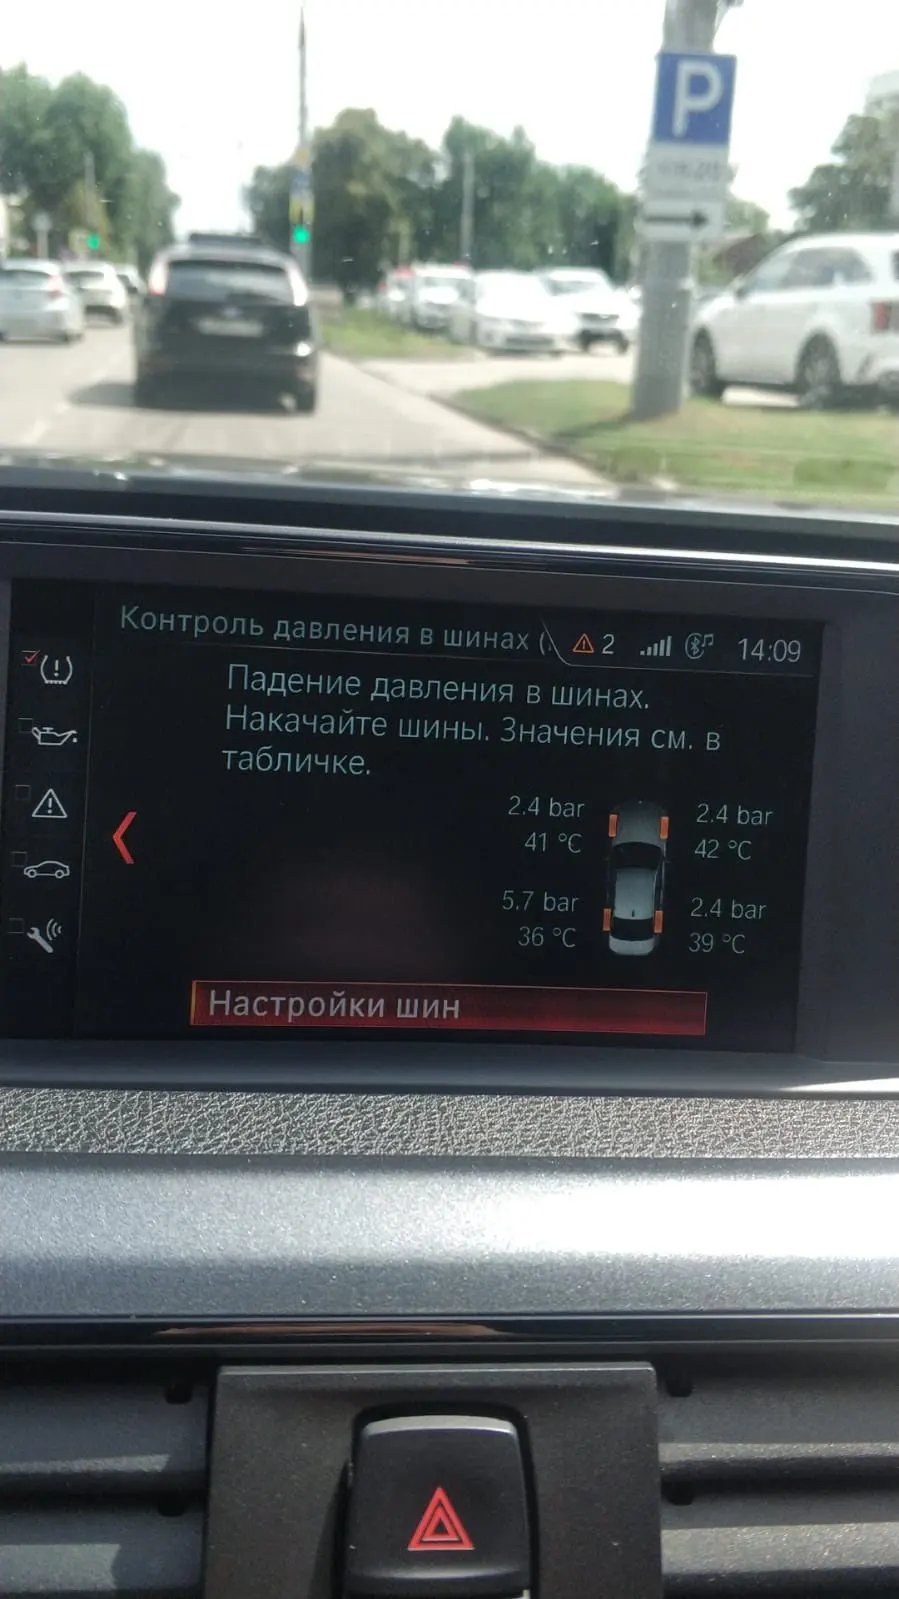 P
Контроль давления в шинах (
2
14:09
Падение давления в шинах.
Накачайте шины. Значения см. в
табличке.
2.4 bar
2.4 bar
41 °C
42 °C
5.7 bar
2.4 bar
36 °C
39 °C
Настройки шин